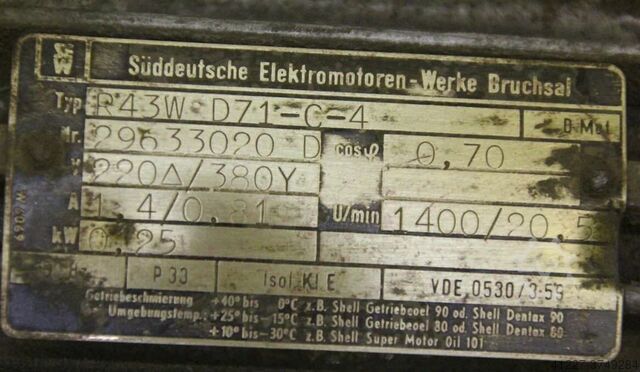 Süddeutsche Elektromotoren-Werke Bruchsal
Typ R43W D71-C-4 D Mot.
Nr. 29633020 D cosφ 0,70
V 220Δ/380Y
A 1,4/0,81 U/min 1400/20,5
kW 0,25
P 33 Isol.Kl.E VDE 0530/3·59
Getriebeschmierung +40° bis 0°C z.B. Shell Getriebeoel 90 od. Shell Dentax 90
Umgebungstemp.: +25° bis -15°C z.B. Shell Getriebeoel 80 od. Shell Dentax 80
+10° bis -30°C z.B. Shell Super Motor Oil 101